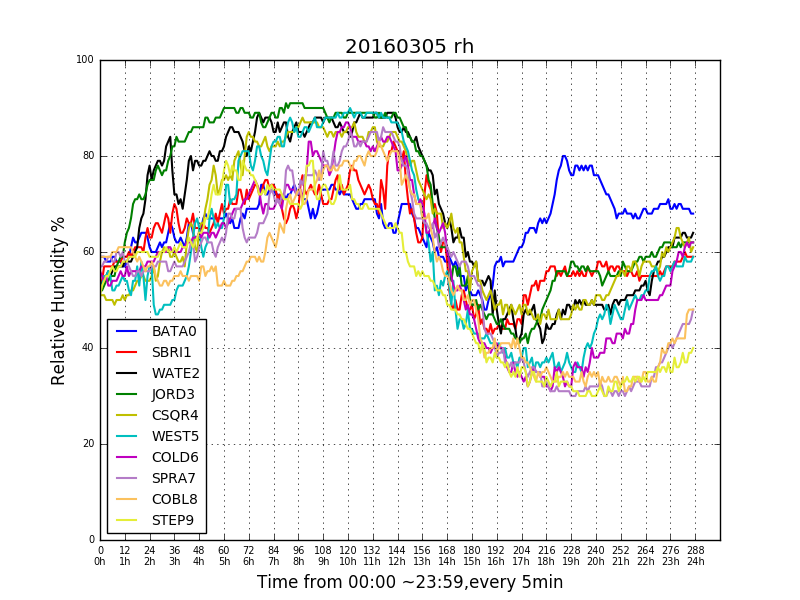 20160305 rh
100
80
60
40
20
0
Relative Humidity %
BATA0
SBRI1
WATE2
JORD3
CSQR4
WEST5
COLD6
SPRA7
COBL8
STEP9
0 12 24 36 48 60 72 84 96 108 120 132 144 156 168 180 192 204 216 228 240 252 264 276 288
0h 1h 2h 3h 4h 5h 6h 7h 8h 9h 10h 11h 12h 13h 14h 15h 16h 17h 18h 19h 20h 21h 22h 23h 24h
Time from 00:00 ~23:59,every 5min